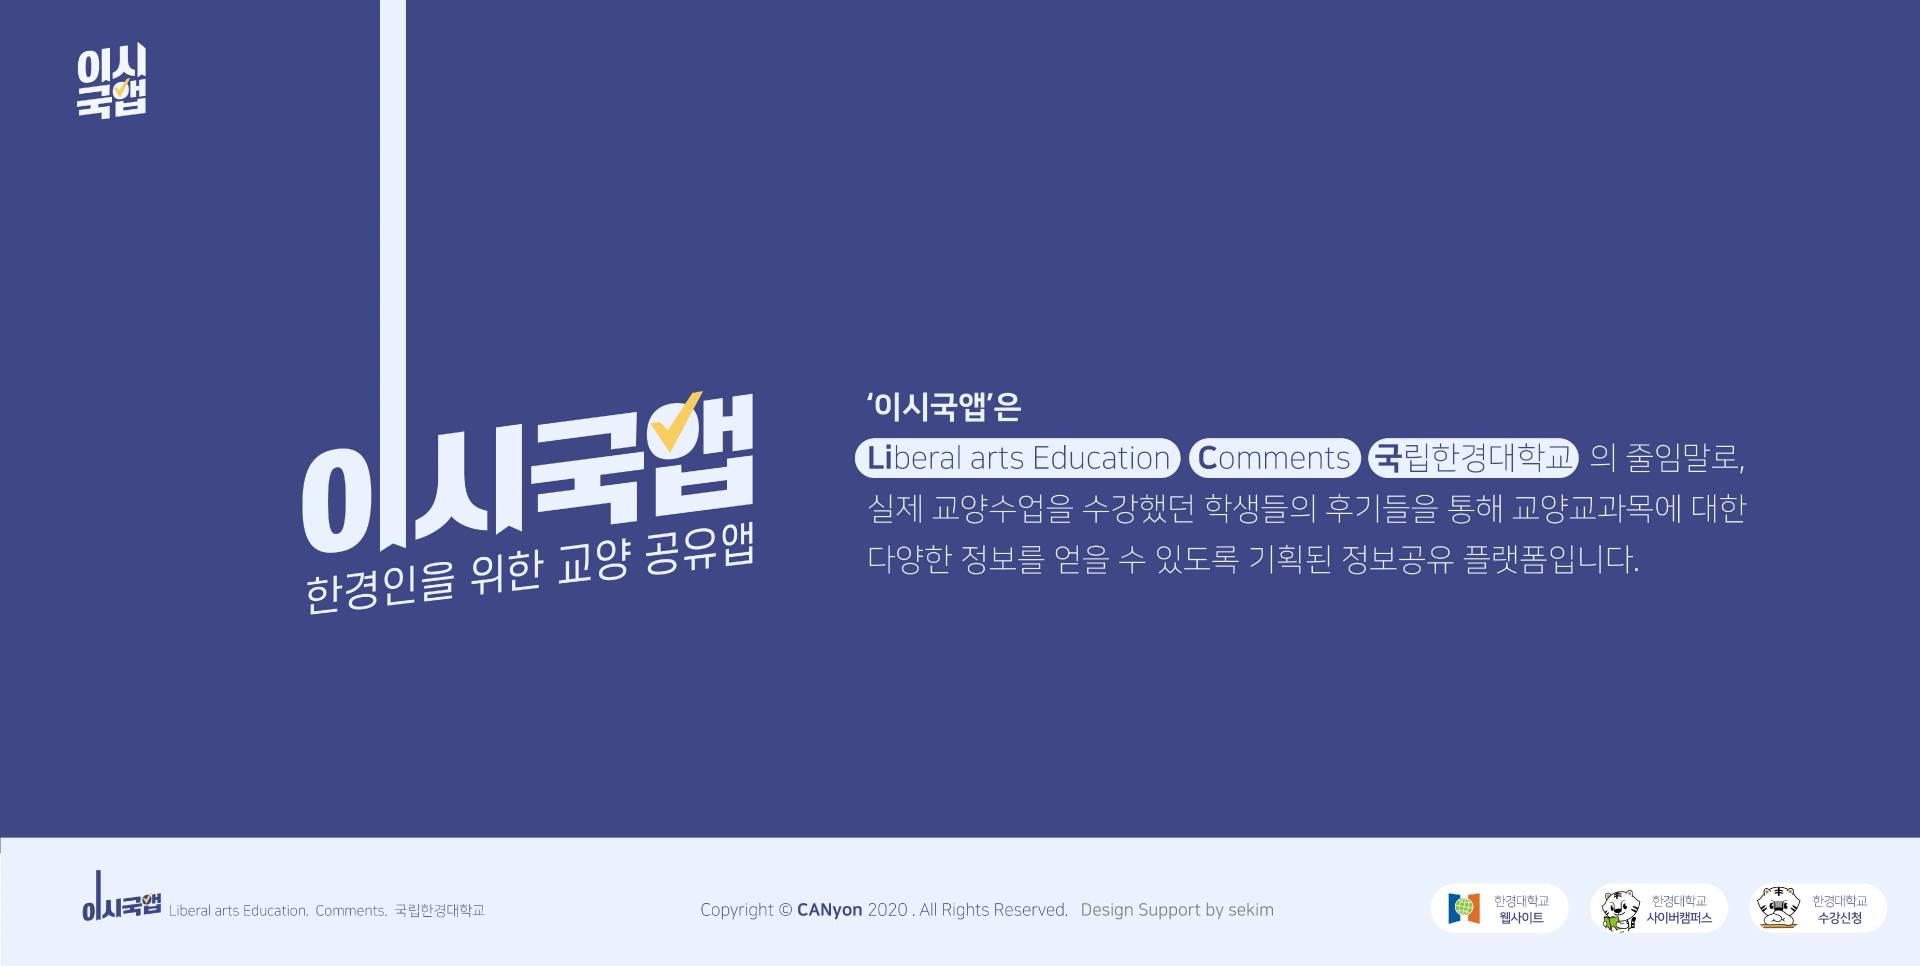 이시
국앱
이시국앱
한경인을 위한 교양 공유앱
‘이시국앱’은
Liberal arts Education Comments 국립한경대학교 의 줄임말로,
실제 교양수업을 수강했던 학생들의 후기들을 통해 교양교과목에 대한
다양한 정보를 얻을 수 있도록 기획된 정보공유 플랫폼입니다.
이시국앱 Liberal arts Education. Comments. 국립한경대학교
Copyright © CANyon 2020 . All Rights Reserved. Design Support by sekim
한경대학교
웹사이트
한경대학교
사이버캠퍼스
한경대학교
수강신청